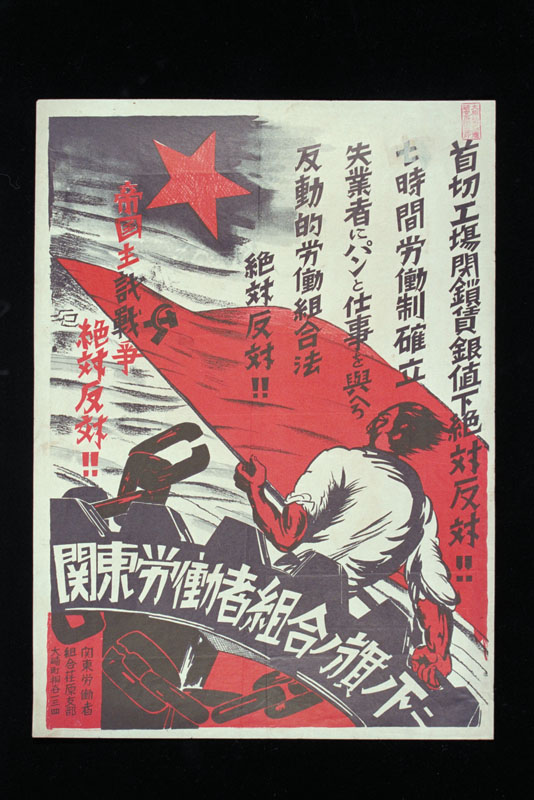 首切工場閉鎖賃銀値下絶対反対!!
七時間労働制確立
失業者にパンと仕事を與へろ
反動的労働組合法
絶対反対!!
帝国主義戦争
絶対反対!!
関東労働者組合ノ旗ノ下ニ
関東労働者
組合荏原支部